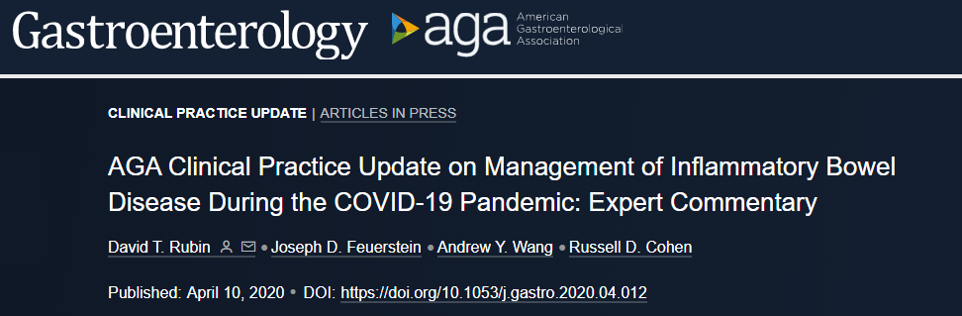 Gastroenterology aga American
Gastroenterological
Association
CLINICAL PRACTICE UPDATE | ARTICLES IN PRESS
AGA Clinical Practice Update on Management of Inflammatory Bowel
Disease During the COVID-19 Pandemic: Expert Commentary
David T. Rubin • Joseph D. Feuerstein • Andrew Y. Wang • Russell D. Cohen
Published: April 10, 2020 • DOI: https://doi.org/10.1053/j.gastro.2020.04.012